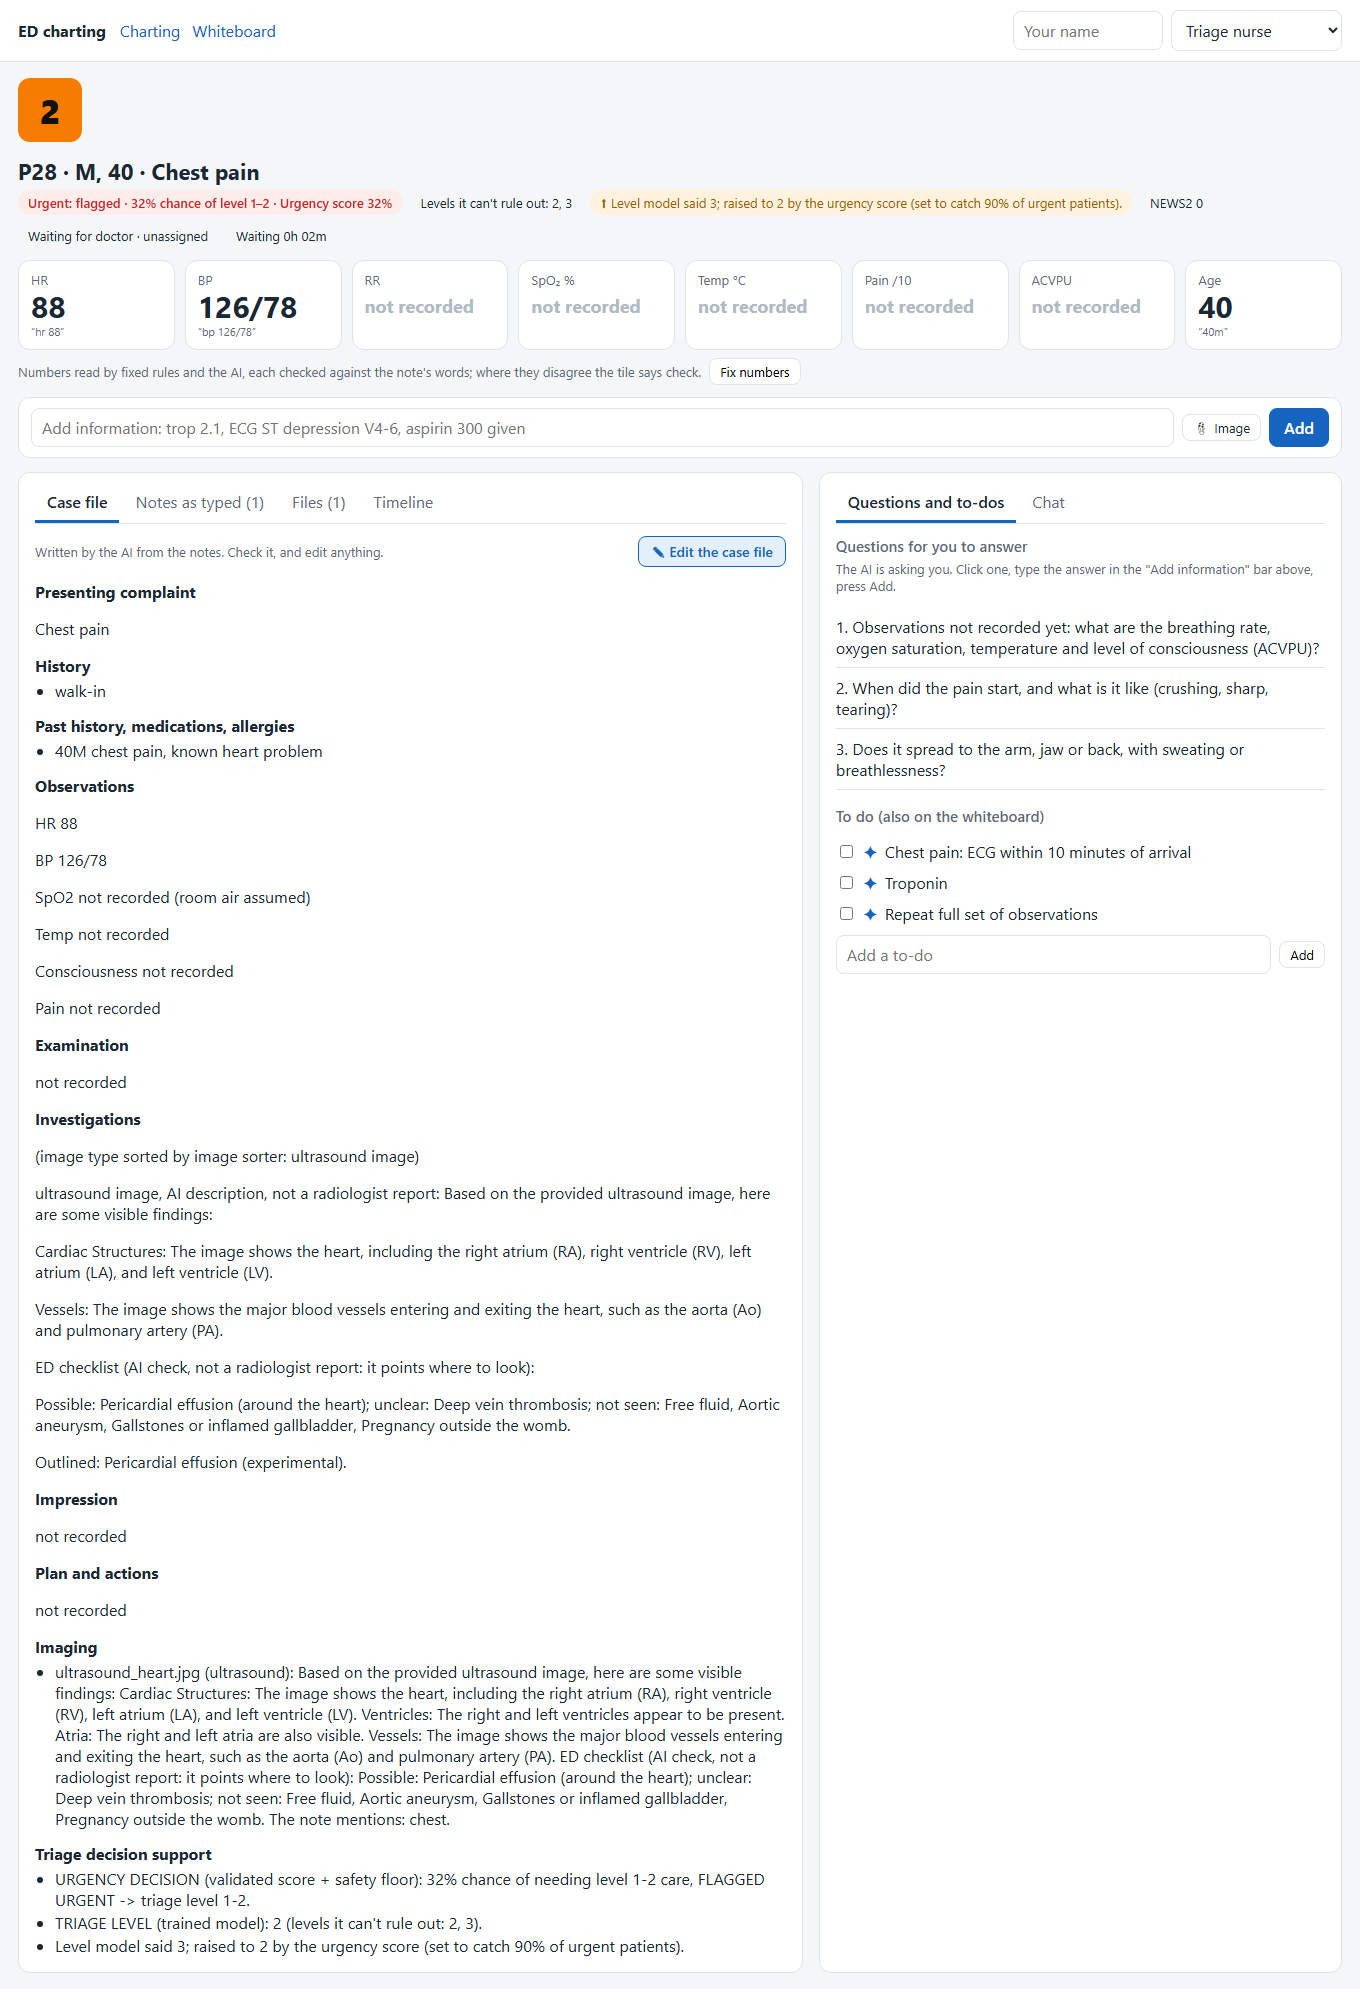 ED charting Charting Whiteboard Your name Triage nurse
2
P28 · M, 40 · Chest pain
Urgent: flagged · 32% chance of level 1–2 · Urgency score 32% Levels it can't rule out: 2, 3 ⬆ Level model said 3; raised to 2 by the urgency score (set to catch 90% of urgent patients). NEWS2 0
Waiting for doctor · unassigned Waiting 0h 02m
HR BP RR SpO₂ % Temp °C Pain /10 ACVPU Age
88 126/78 not recorded not recorded not recorded not recorded not recorded 40
“hr 88” “bp 126/78” “40m”
Numbers read by fixed rules and the AI, each checked against the note's words; where they disagree the tile says check. Fix numbers
Add information: trop 2.1, ECG ST depression V4-6, aspirin 300 given Image Add
Case file Notes as typed (1) Files (1) Timeline
Written by the AI from the notes. Check it, and edit anything. Edit the case file
Presenting complaint
Chest pain
History
• walk-in
Past history, medications, allergies
• 40M chest pain, known heart problem
Observations
HR 88
BP 126/78
SpO2 not recorded (room air assumed)
Temp not recorded
Consciousness not recorded
Pain not recorded
Examination
not recorded
Investigations
(image type sorted by image sorter: ultrasound image)
ultrasound image, AI description, not a radiologist report: Based on the provided ultrasound image, here
are some visible findings:
Cardiac Structures: The image shows the heart, including the right atrium (RA), right ventricle (RV), left
atrium (LA), and left ventricle (LV).
Vessels: The image shows the major blood vessels entering and exiting the heart, such as the aorta (Ao)
and pulmonary artery (PA).
ED checklist (AI check, not a radiologist report: it points where to look):
Possible: Pericardial effusion (around the heart); unclear: Deep vein thrombosis; not seen: Free fluid, Aortic
aneurysm, Gallstones or inflamed gallbladder, Pregnancy outside the womb.
Outlined: Pericardial effusion (experimental).
Impression
not recorded
Plan and actions
not recorded
Imaging
• ultrasound_heart.jpg (ultrasound): Based on the provided ultrasound image, here are some visible
findings: Cardiac Structures: The image shows the heart, including the right atrium (RA), right ventricle
(RV), left atrium (LA), and left ventricle (LV). Ventricles: The right and left ventricles appear to be present.
Atria: The right and left atria are also visible. Vessels: The image shows the major blood vessels entering
and exiting the heart, such as the aorta (Ao) and pulmonary artery (PA). ED checklist (AI check, not a
radiologist report: it points where to look): Possible: Pericardial effusion (around the heart); unclear:
Deep vein thrombosis; not seen: Free fluid, Aortic aneurysm, Gallstones or inflamed gallbladder,
Pregnancy outside the womb. The note mentions: chest.
Triage decision support
• URGENCY DECISION (validated score + safety floor): 32% chance of needing level 1-2 care, FLAGGED
URGENT -> triage level 1-2.
• TRIAGE LEVEL (trained model): 2 (levels it can't rule out: 2, 3).
• Level model said 3; raised to 2 by the urgency score (set to catch 90% of urgent patients).
Questions and to-dos Chat
Questions for you to answer
The AI is asking you. Click one, type the answer in the "Add information" bar above,
press Add.
1. Observations not recorded yet: what are the breathing rate,
oxygen saturation, temperature and level of consciousness (ACVPU)?
2. When did the pain start, and what is it like (crushing, sharp,
tearing)?
3. Does it spread to the arm, jaw or back, with sweating or
breathlessness?
To do (also on the whiteboard)
✦ Chest pain: ECG within 10 minutes of arrival
✦ Troponin
✦ Repeat full set of observations
Add a to-do Add